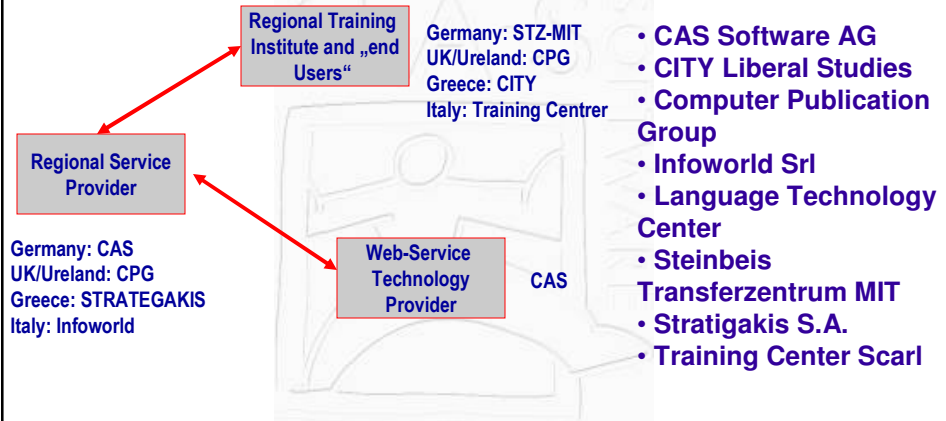 Regional Training
Institute and „end
Users“
Germany: STZ-MIT
UK/Ureland: CPG
Greece: CITY
Italy: Training Centrer
Regional Service
Provider
Germany: CAS
UK/Ureland: CPG
Greece: STRATEGAKIS
Italy: Infoworld
Web-Service
Technology
Provider
CAS
• CAS Software AG
• CITY Liberal Studies
• Computer Publication
Group
• Infoworld Srl
• Language Technology
Center
• Steinbeis
Transferzentrum MIT
• Stratigakis S.A.
• Training Center Scarl